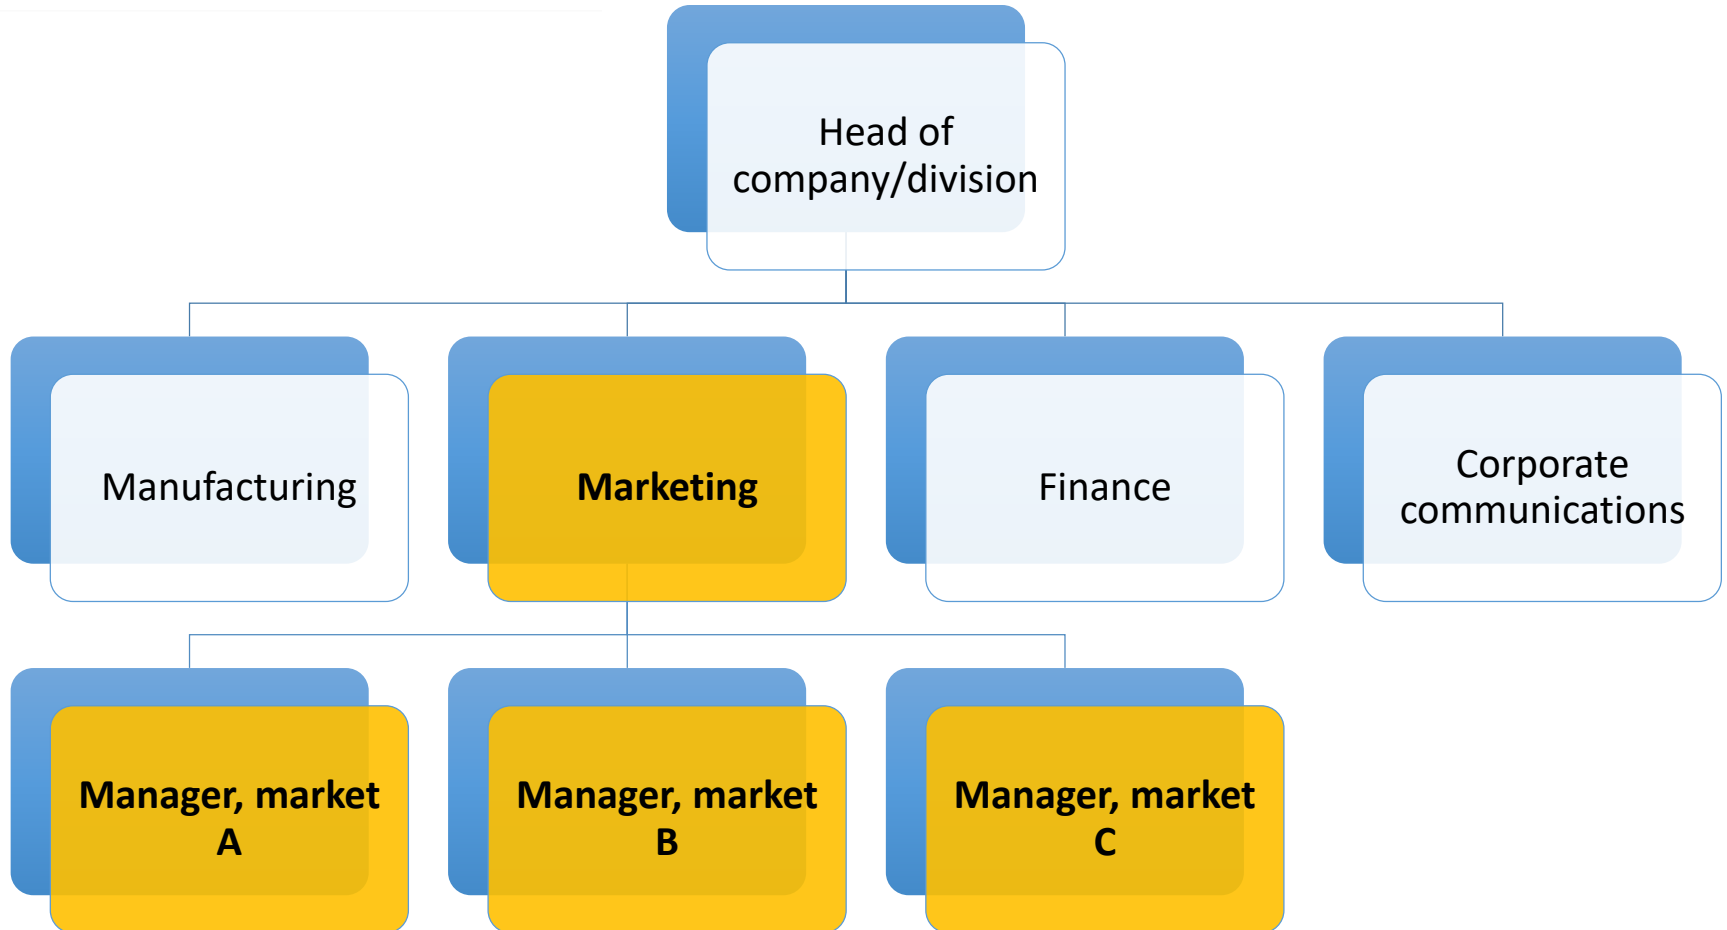 Head of
company/division
Manufacturing
Marketing
Finance
Corporate
communications
Manager, market
A
Manager, market
B
Manager, market
C